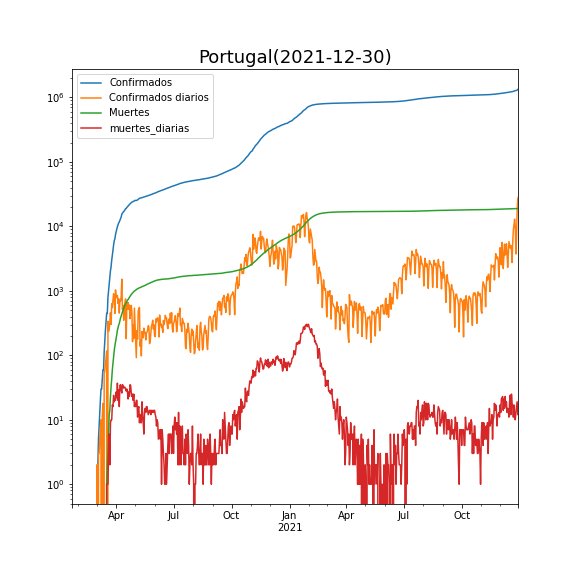 Portugal(2021-12-30)
Confirmados
Confirmados diarios
Muertes
muertes_diarias
10⁶
10⁵
10⁴
10³
10²
10¹
10⁰
Apr Jul Oct Jan Apr Jul Oct
2021